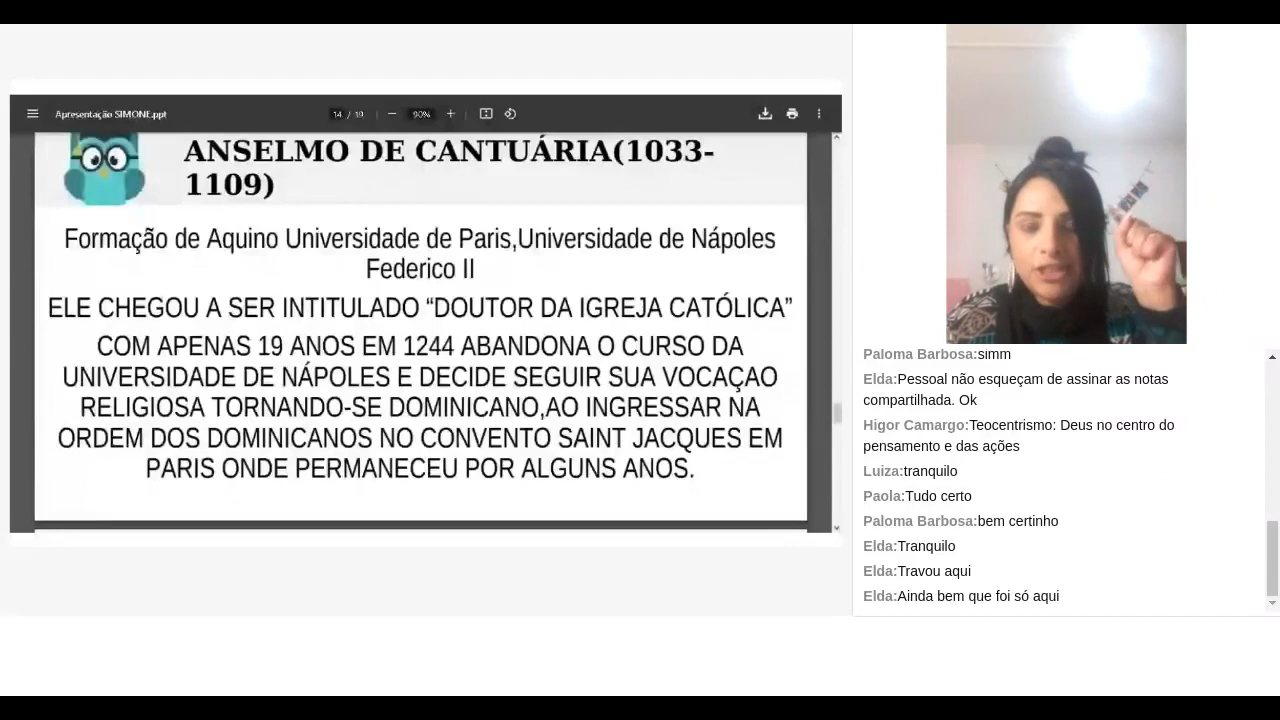 Apresentação SIMONE.ppt
14 / 19
90%
ANSELMO DE CANTUÁRIA(1033-
1109)
Formação de Aquino Universidade de Paris,Universidade de Nápoles
Federico II
ELE CHEGOU A SER INTITULADO “DOUTOR DA IGREJA CATÓLICA”
COM APENAS 19 ANOS EM 1244 ABANDONA O CURSO DA
UNIVERSIDADE DE NÁPOLES E DECIDE SEGUIR SUA VOCAÇAO
RELIGIOSA TORNANDO-SE DOMINICANO,AO INGRESSAR NA
ORDEM DOS DOMINICANOS NO CONVENTO SAINT JACQUES EM
PARIS ONDE PERMANECEU POR ALGUNS ANOS.
Paloma Barbosa:simm
Elda:Pessoal não esqueçam de assinar as notas
compartilhada. Ok
Higor Camargo:Teocentrismo: Deus no centro do
pensamento e das ações
Luiza:tranquilo
Paola:Tudo certo
Paloma Barbosa:bem certinho
Elda:Tranquilo
Elda:Travou aqui
Elda:Ainda bem que foi só aqui